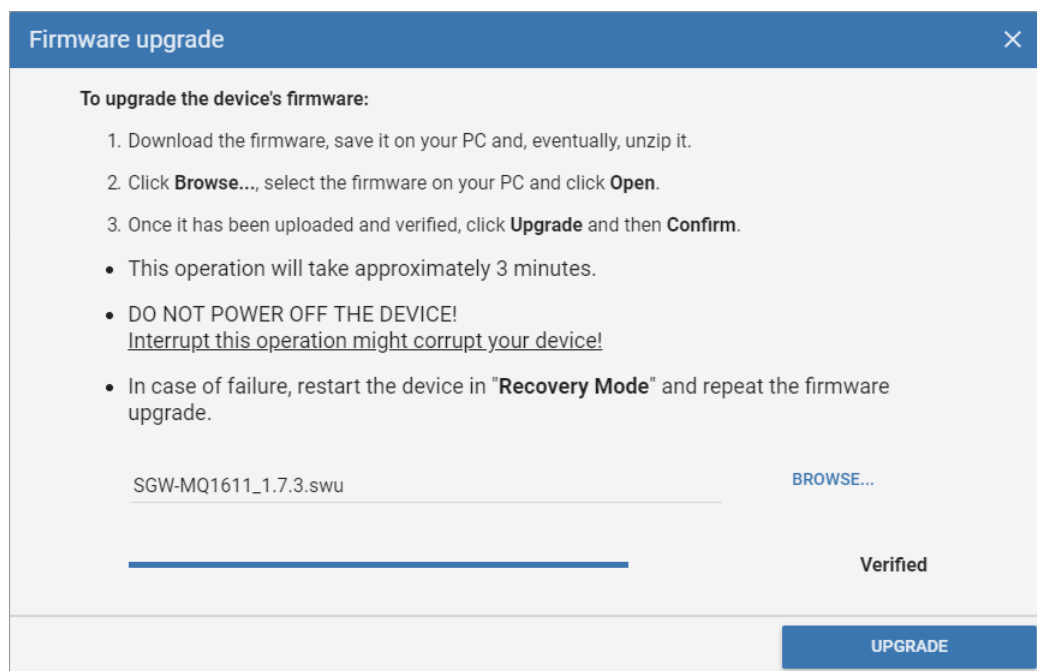 Firmware upgrade
To upgrade the device's firmware:
1. Download the firmware, save it on your PC and, eventually, unzip it.
2. Click Browse..., select the firmware on your PC and click Open.
3. Once it has been uploaded and verified, click Upgrade and then Confirm.
• This operation will take approximately 3 minutes.
• DO NOT POWER OFF THE DEVICE!
Interrupt this operation might corrupt your device!
• In case of failure, restart the device in "Recovery Mode" and repeat the firmware
upgrade.
SGW-MQ1611_1.7.3.swu
BROWSE...
Verified
UPGRADE